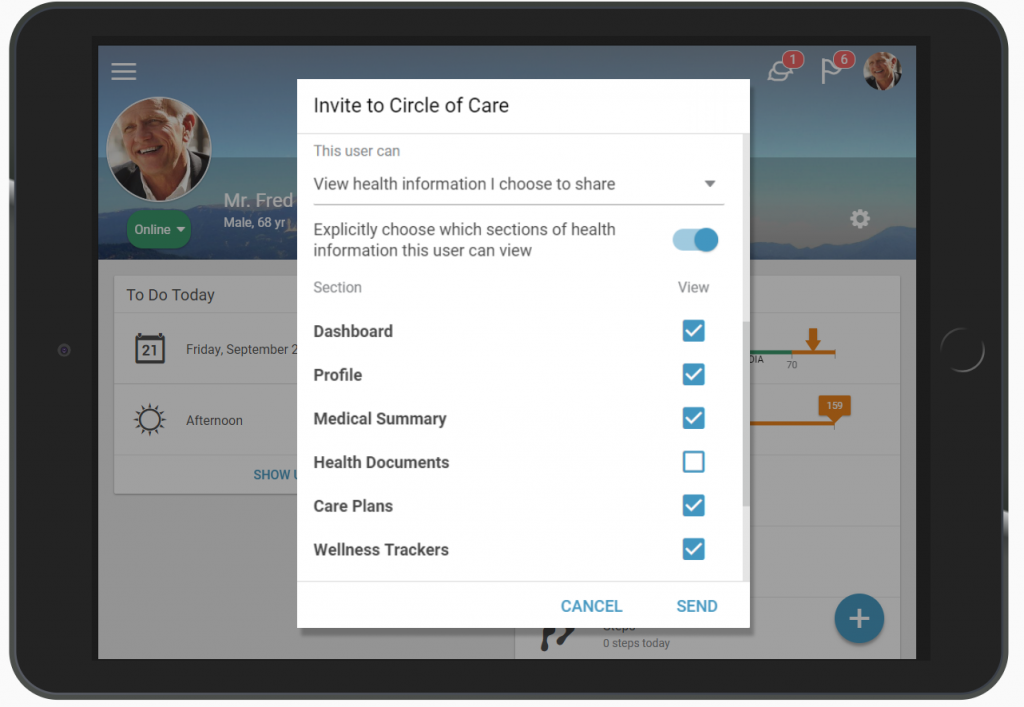 1
6
Invite to Circle of Care
This user can
View health information I choose to share
Mr. Fred
Male, 68 yr
Online
Explicitly choose which sections of health
information this user can view
Section View
To Do Today
Dashboard
21 Friday, September 2
Profile
70
Medical Summary
159
Afternoon
Health Documents
SHOW
Care Plans
Wellness Trackers
CANCEL SEND
Steps
0 steps today